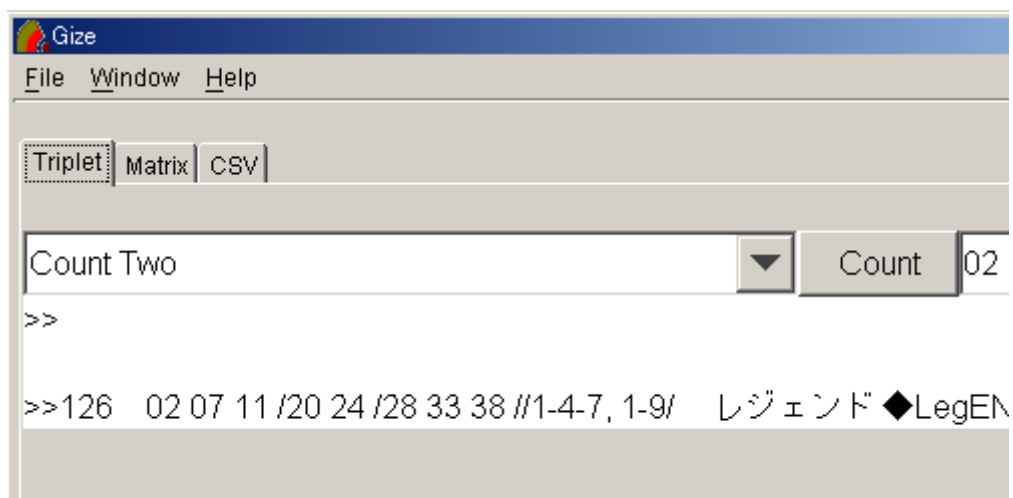 Gize
File Window Help
Triplet Matrix CSV
Count Two Count 02
>>
>>126 02 07 11 /20 24 /28 33 38 //1-4-7, 1-9/ レジェンド◆LegEN